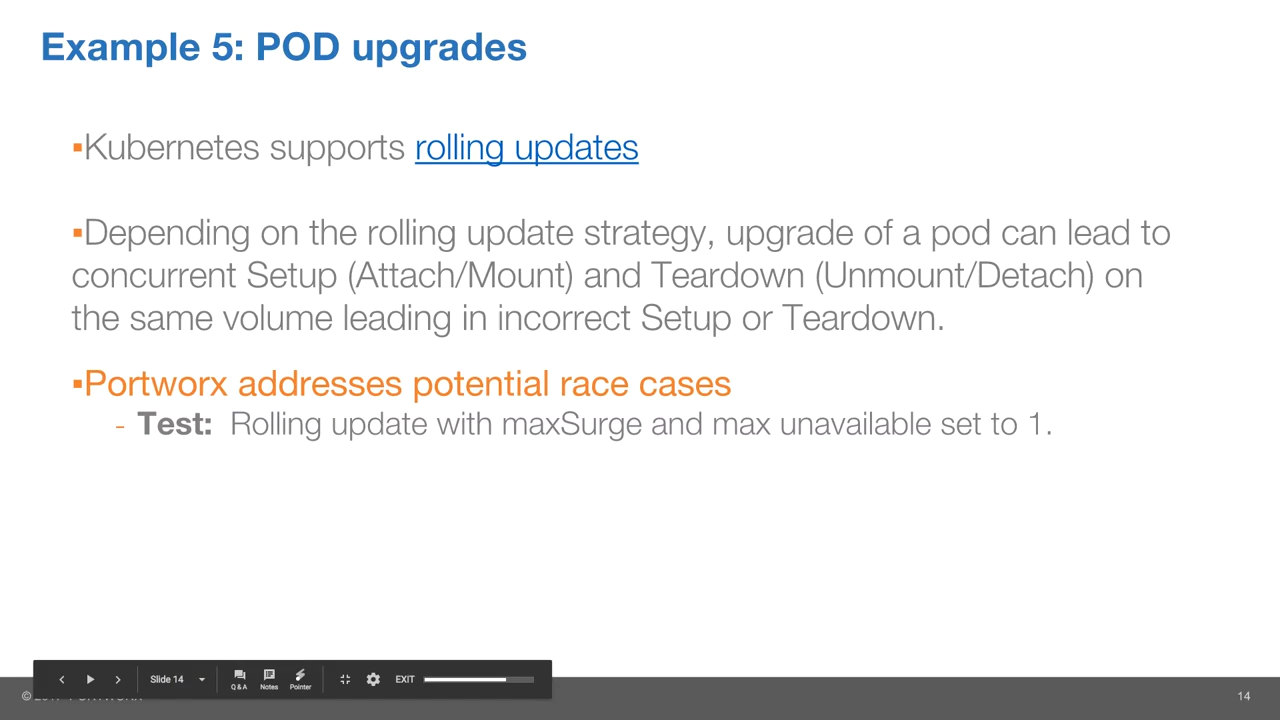 Example 5: POD upgrades
▪Kubernetes supports rolling updates
▪Depending on the rolling update strategy, upgrade of a pod can lead to
concurrent Setup (Attach/Mount) and Teardown (Unmount/Detach) on
the same volume leading in incorrect Setup or Teardown.
▪Portworx addresses potential race cases
- Test: Rolling update with maxSurge and max unavailable set to 1.
Slide 14
Q & A
Notes
Pointer
EXIT
©
14